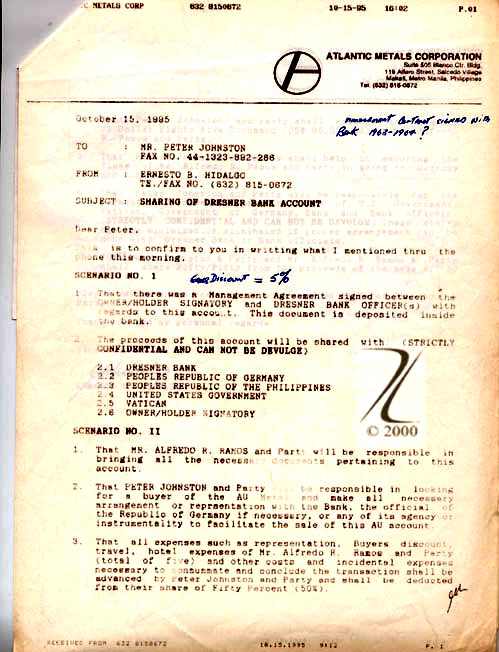 .C METALS CORP 632 8150672 10-15-95 16:02 P.01
ATLANTIC METALS CORPORATION
Suite 505 Blanco Ctr. Bldg.
119 Alfaro Street, Salcedo Village
Makati, Metro Manila, Philippines
Tel. (632) 815-0672
October 15, 1995
management contract signed with
Bank 1963-1964 ?
TO : MR. PETER JOHNSTON
FAX NO. 44-1323-892-286
FROM : ERNESTO B. HIDALGO
TE./FAX NO. (632) 815-0672
SUBJECT : SHARING OF DRESNER BANK ACCOUNT
Dear Peter,
This is to confirm to you in writting what I mentioned thru the
phone this morning.
SCENARIO NO. 1
Discount = 5%
1. That there was a Management Agreement signed between the
OWNER/HOLDER SIGNATORY and DRESNER BANK OFFICER(s) with
regards to this account. This document is deposited inside
the bank.
2. The proceeds of this account will be shared with (STRICTLY
CONFIDENTIAL AND CAN NOT BE DEVULGE)
2.1 DRESNER BANK
2.2 PEOPLES REPUBLIC OF GERMANY
2.3 PEOPLES REPUBLIC OF THE PHILIPPINES
2.4 UNITED STATES GOVERNMENT
2.5 VATICAN
2.6 OWNER/HOLDER SIGNATORY
© 2000
SCENARIO NO. II
1. That MR. ALFREDO R. RAMOS and Party will be responsible in
bringing all the necessary documents pertaining to this
account.
2. That PETER JOHNSTON and Party will be responsible in looking
for a buyer of the AU Metal and make all necessary
arrangement or reprsentation with the Bank, the official of
the Republic of Germany if necessary, or any of its agency or
instrumentality to facilitate the sale of this AU account.
3. That all expenses such as representation, Buyers discount,
travel, hotel expenses of Mr. Alfredo R. Ramos and Party
(total of five) and other costs and incidental expenses
necessary to consummate and conclude the transaction shall be
advanced by Peter Johnston and Party and shall be deducted
from their share of Fifty Percent (50%).
RECEIVED FROM 632 8150672 10.15.1995 9:12 P. 1